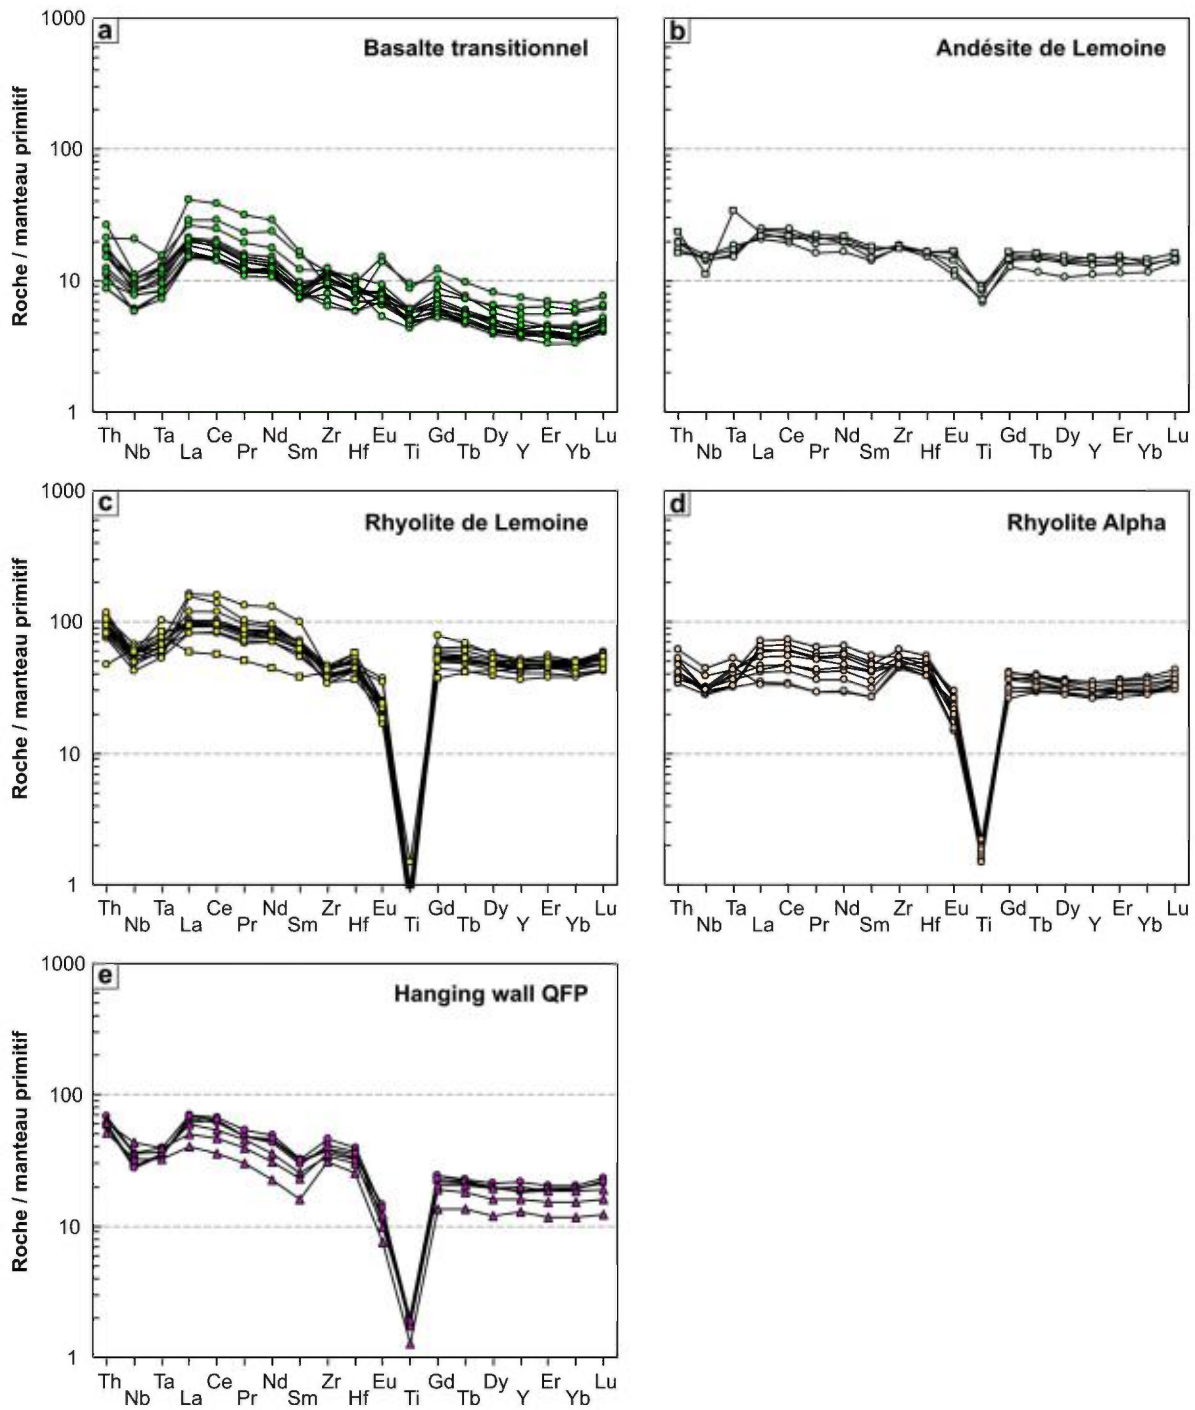 a
Basalte transitionnel
1000
100
10
1
Roche / manteau primitif
Th Nb Ta La Ce Pr Nd Sm Zr Hf Eu Ti Gd Tb Dy Y Er Yb Lu
b
Andésite de Lemoine
Th Nb Ta La Ce Pr Nd Sm Zr Hf Eu Ti Gd Tb Dy Y Er Yb Lu
c
Rhyolite de Lemoine
1000
100
10
1
Roche / manteau primitif
Th Nb Ta La Ce Pr Nd Sm Zr Hf Eu Ti Gd Tb Dy Y Er Yb Lu
d
Rhyolite Alpha
Th Nb Ta La Ce Pr Nd Sm Zr Hf Eu Ti Gd Tb Dy Y Er Yb Lu
e
Hanging wall QFP
1000
100
10
1
Roche / manteau primitif
Th Nb Ta La Ce Pr Nd Sm Zr Hf Eu Ti Gd Tb Dy Y Er Yb Lu